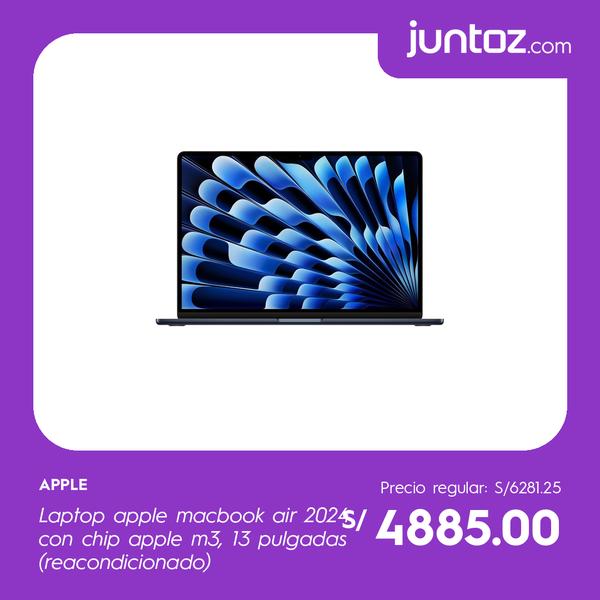 juntoz.com
APPLE
Laptop apple macbook air 2024
con chip apple m3, 13 pulgadas
(reacondicionado)
Precio regular: S/6281.25
S/ 4885.00